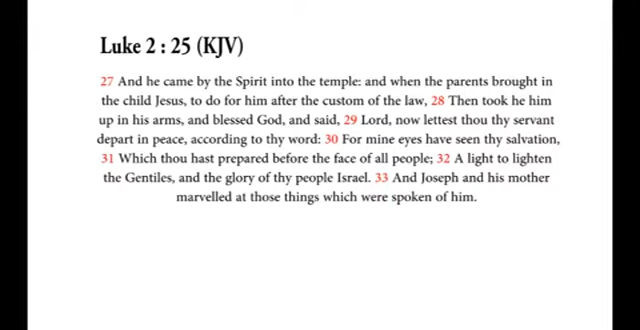 Luke 2 : 25 (KJV)
27 And he came by the Spirit into the temple: and when the parents brought in
the child Jesus, to do for him after the custom of the law, 28 Then took he him
up in his arms, and blessed God, and said, 29 Lord, now lettest thou thy servant
depart in peace, according to thy word: 30 For mine eyes have seen thy salvation,
31 Which thou hast prepared before the face of all people; 32 A light to lighten
the Gentiles, and the glory of thy people Israel. 33 And Joseph and his mother
marvelled at those things which were spoken of him.